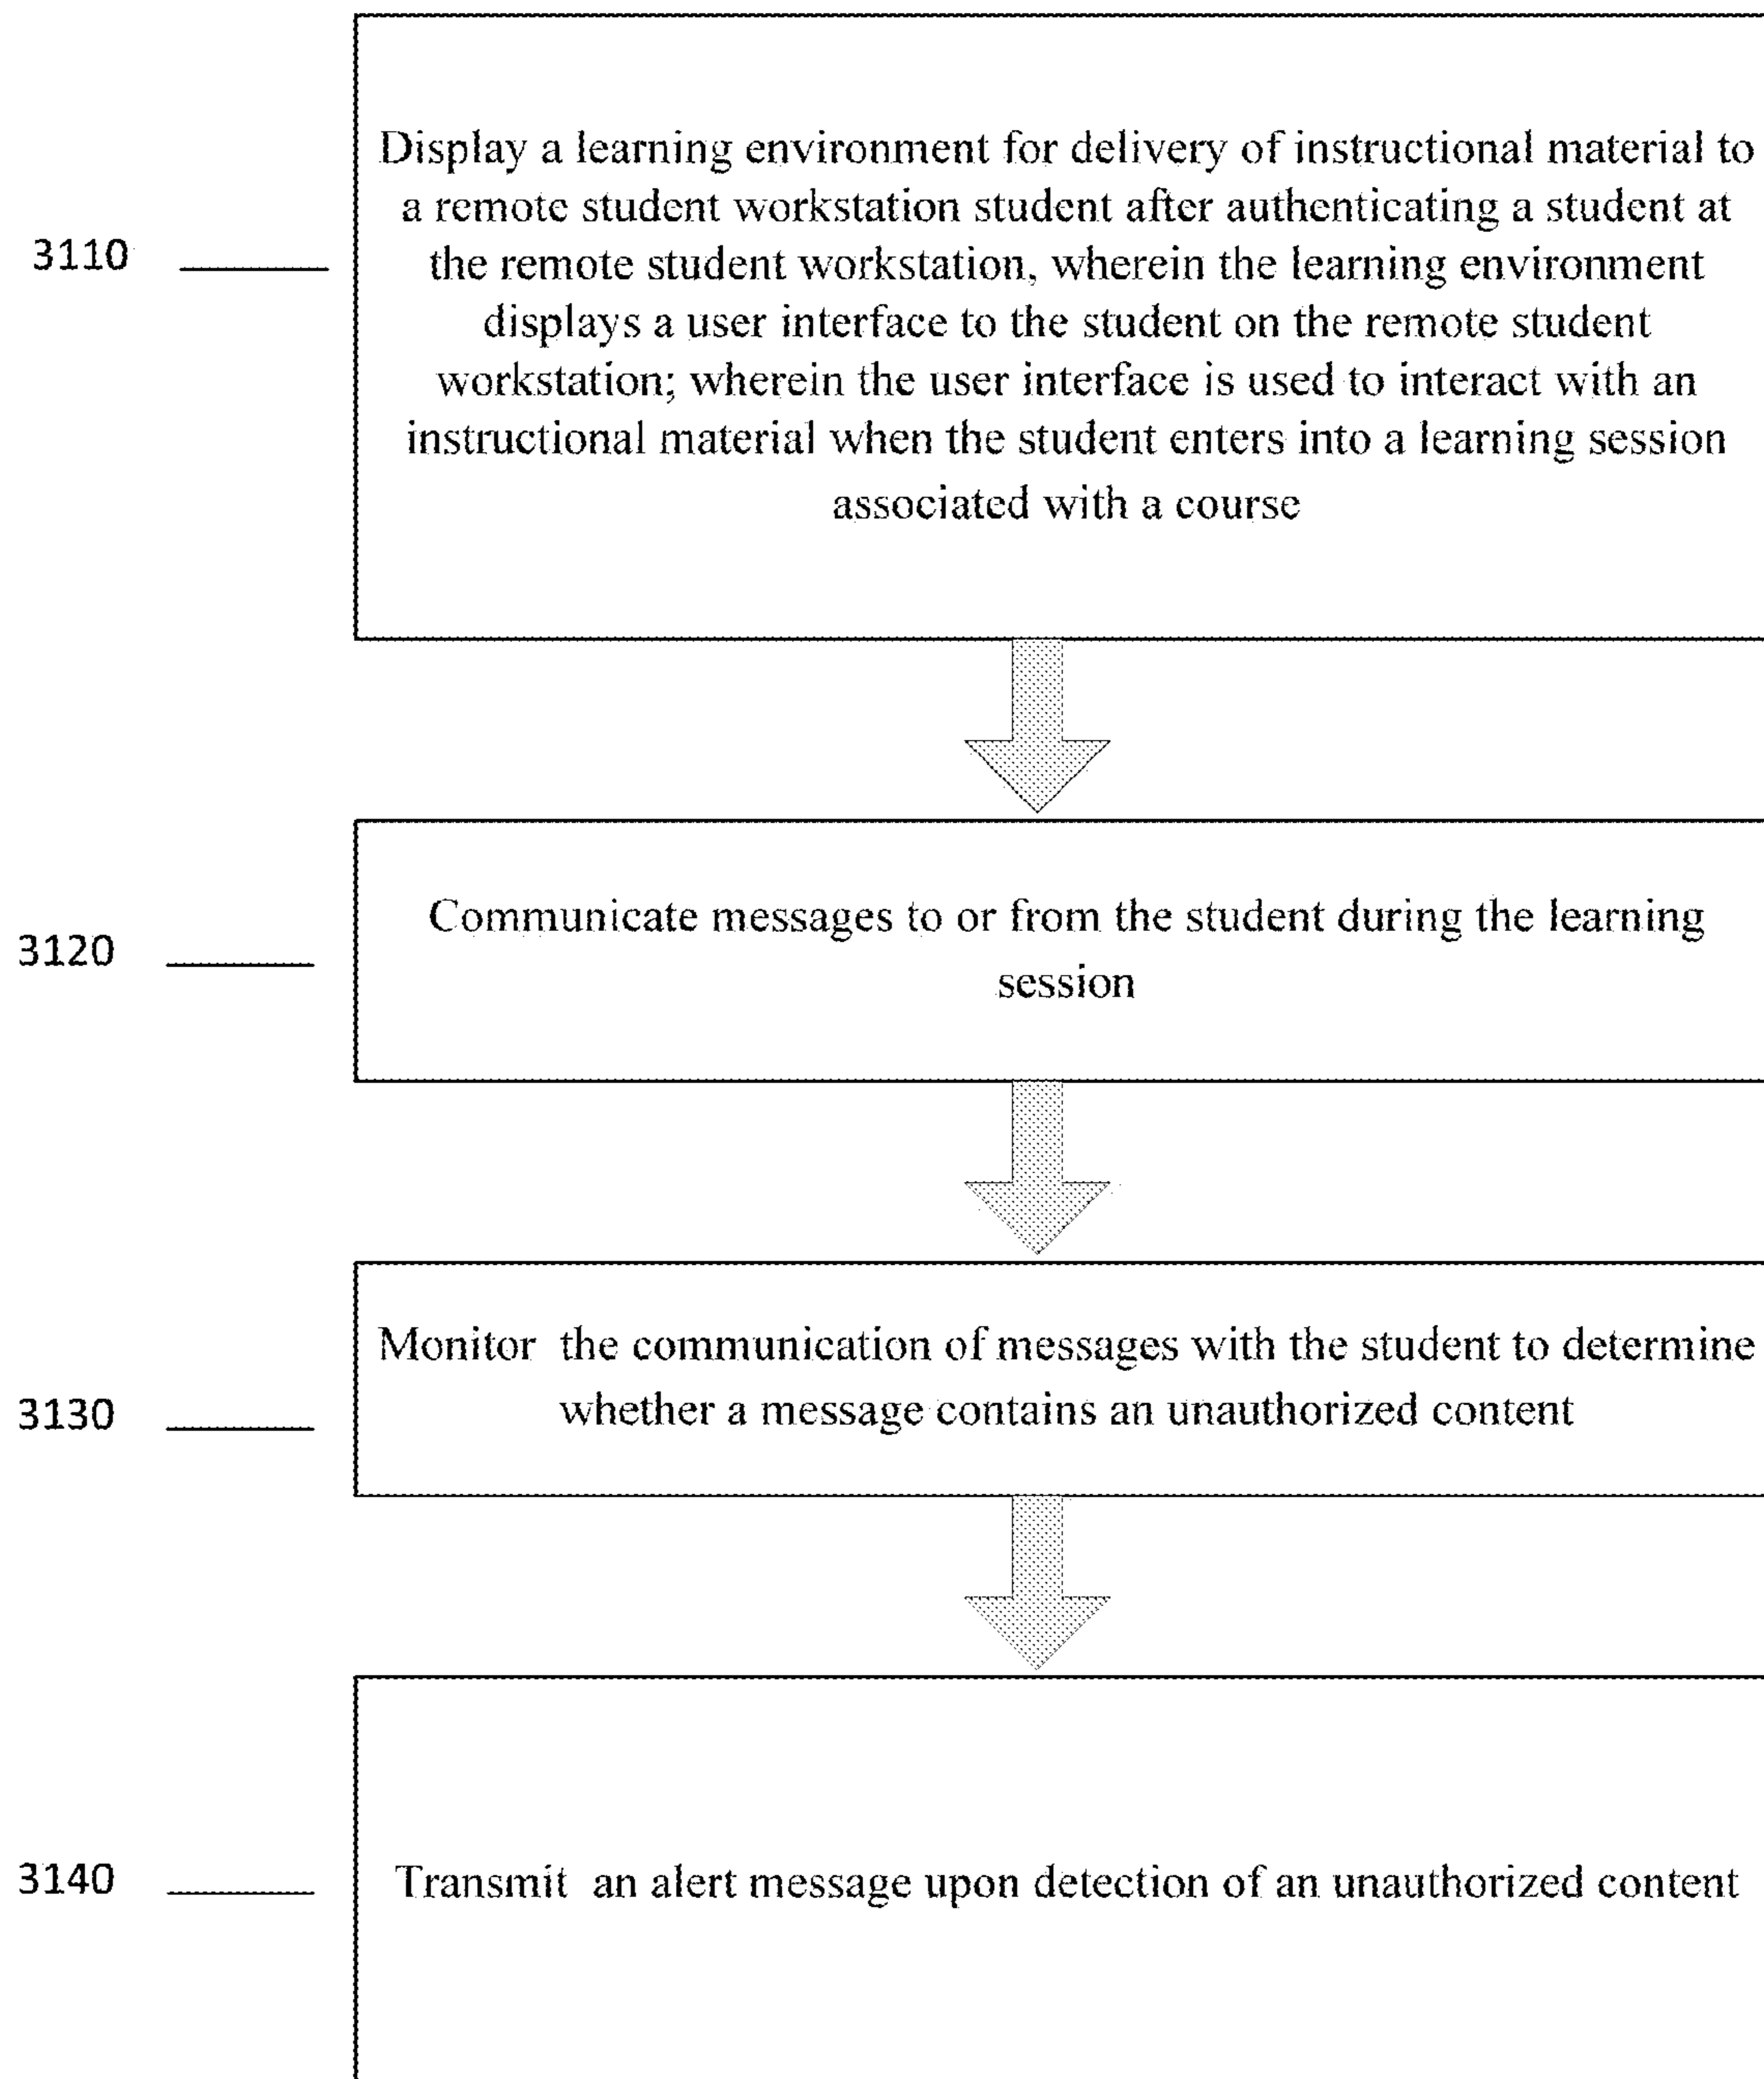 Display a learning environment for delivery of instructional material to
a remote student workstation student after authenticating a student at
3110
the remote student workstation, wherein the learning environment
displays a user interface to the student on the remote student
workstation; wherein the user interface is used to interact with an
instructional material when the student enters into a learning session
associated with a course
Communicate messages to or from the student during the learning
3120
session
Monitor the communication of messages with the student to determine
3130
whether a message contains an unauthorized content
3140
Transmit an alert message upon detection of an unauthorized content